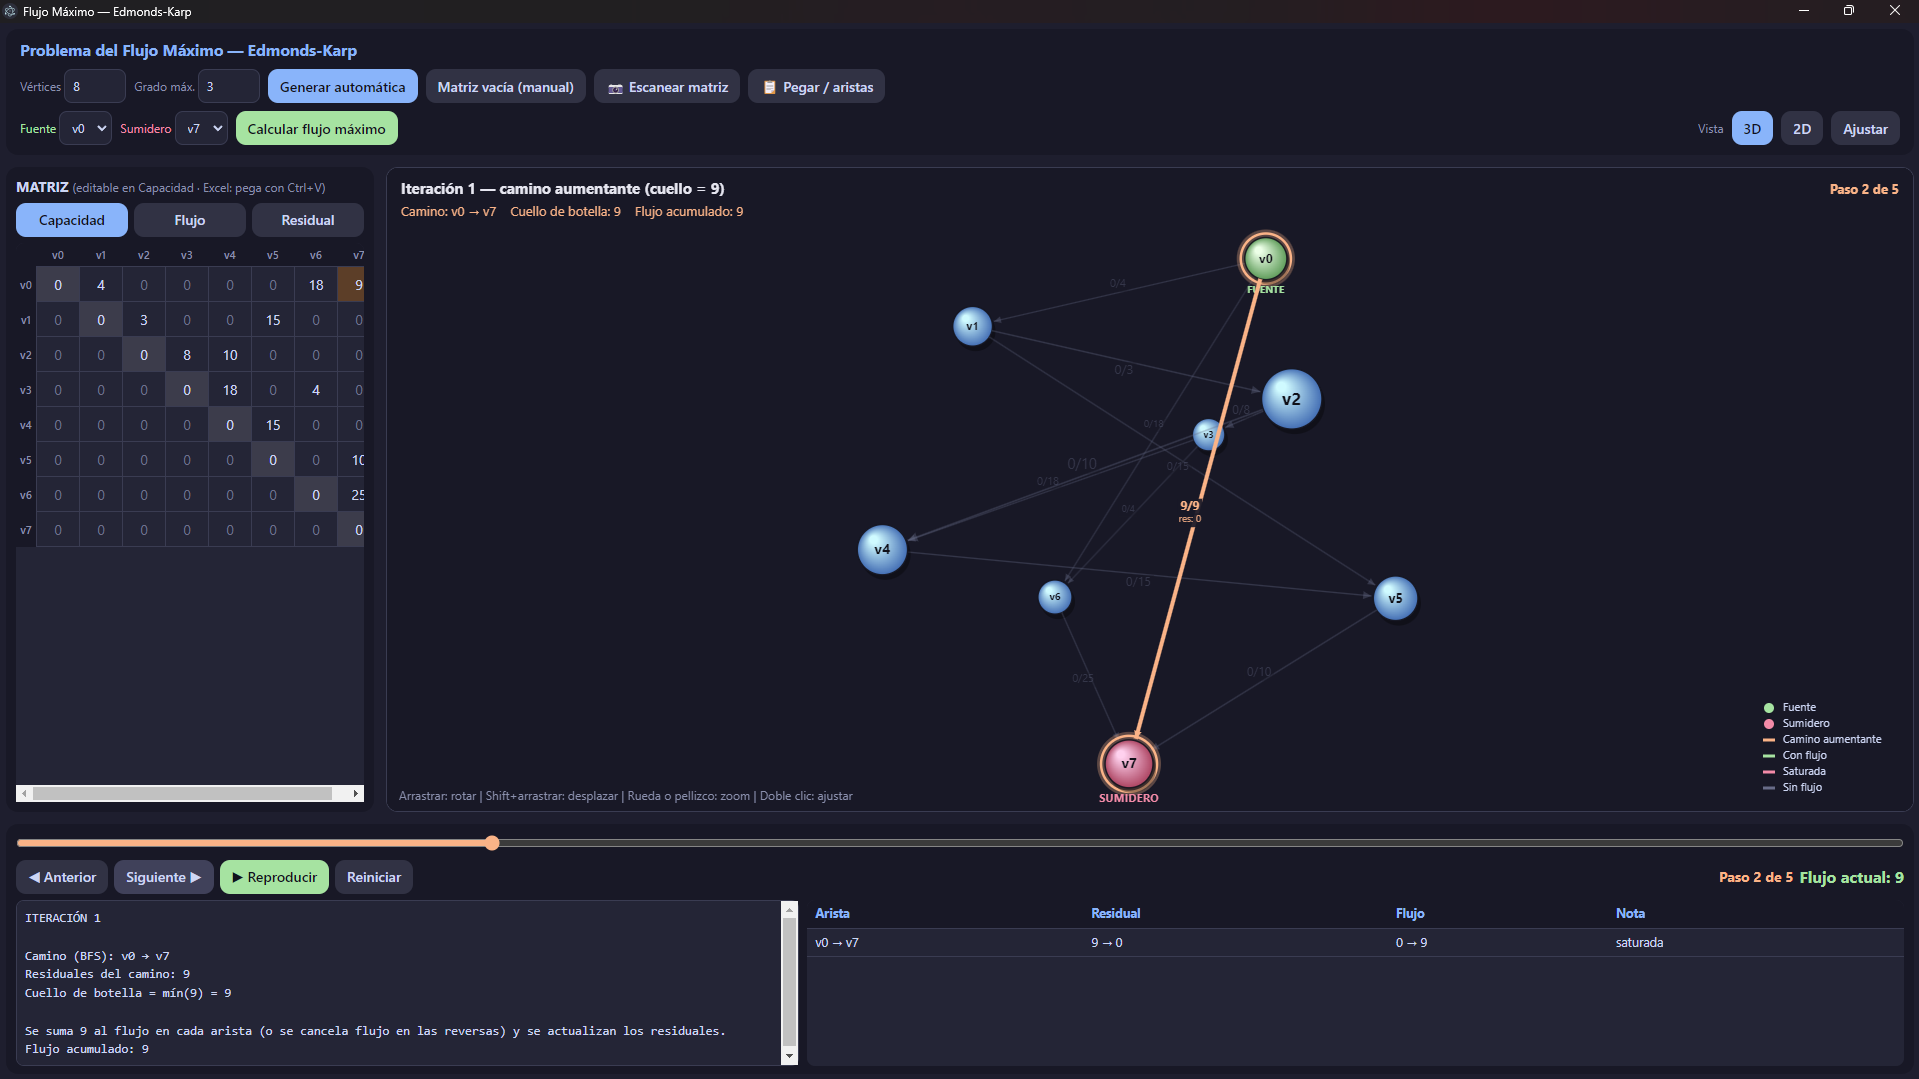 Flujo Máximo — Edmonds-Karp
Problema del Flujo Máximo — Edmonds-Karp
Vértices 8 Grado máx. 3 Generar automática Matriz vacía (manual) Escanear matriz Pegar / aristas
Fuente v0 Sumidero v7 Calcular flujo máximo Vista 3D 2D Ajustar
MATRIZ (editable en Capacidad · Excel: pega con Ctrl+V)
Capacidad Flujo Residual
v0 v1 v2 v3 v4 v5 v6 v7
v0 0 4 0 0 0 0 18 9
v1 0 0 3 0 0 15 0 0
v2 0 0 0 8 10 0 0 0
v3 0 0 0 0 18 0 4 0
v4 0 0 0 0 0 15 0 0
v5 0 0 0 0 0 0 0 10
v6 0 0 0 0 0 0 0 25
v7 0 0 0 0 0 0 0 0
Iteración 1 — camino aumentante (cuello = 9)
Paso 2 de 5
Camino: v0 → v7 Cuello de botella: 9 Flujo acumulado: 9
v0
FUENTE
0/4
v1
0/3
v2
0/8
0/18
v3
0/10
0/15
0/18
9/9
res: 0
0/4
v4
0/15
v6
v5
0/10
0/25
v7
SUMIDERO
Fuente
Sumidero
Camino aumentante
Con flujo
Saturada
Sin flujo
Arrastrar: rotar | Shift+arrastrar: desplazar | Rueda o pellizco: zoom | Doble clic: ajustar
◀ Anterior Siguiente ▶ ▶ Reproducir Reiniciar
Paso 2 de 5 Flujo actual: 9
ITERACIÓN 1
Camino (BFS): v0 → v7
Residuales del camino: 9
Cuello de botella = mín(9) = 9
Se suma 9 al flujo en cada arista (o se cancela flujo en las reversas) y se actualizan los residuales.
Flujo acumulado: 9
Arista Residual Flujo Nota
v0 → v7 9 → 0 0 → 9 saturada